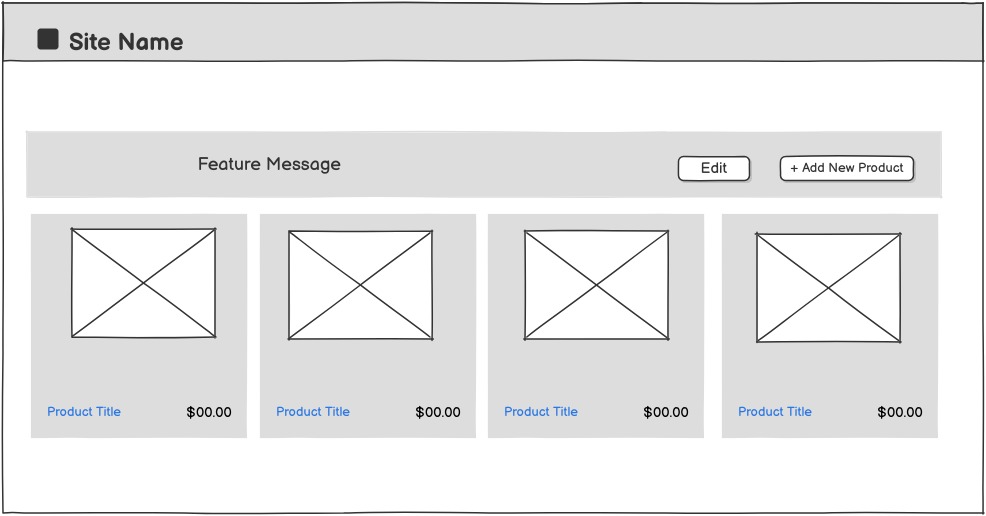 Site Name
Feature Message
Edit
+ Add New Product
Product Title
$00.00
Product Title
$00.00
Product Title
$00.00
Product Title
$00.00